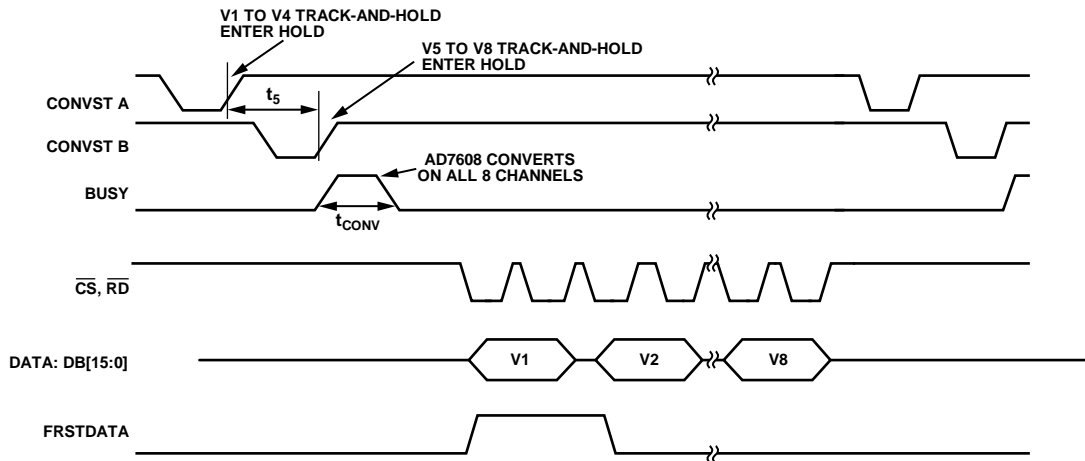 V1 TO V4 TRACK-AND-HOLD
ENTER HOLD
V5 TO V8 TRACK-AND-HOLD
ENTER HOLD
CONVST A
t5
CONVST B
AD7608 CONVERTS
ON ALL 8 CHANNELS
BUSY
tCONV
CS, RD
DATA: DB[15:0]
V1
V2
V8
FRSTDATA